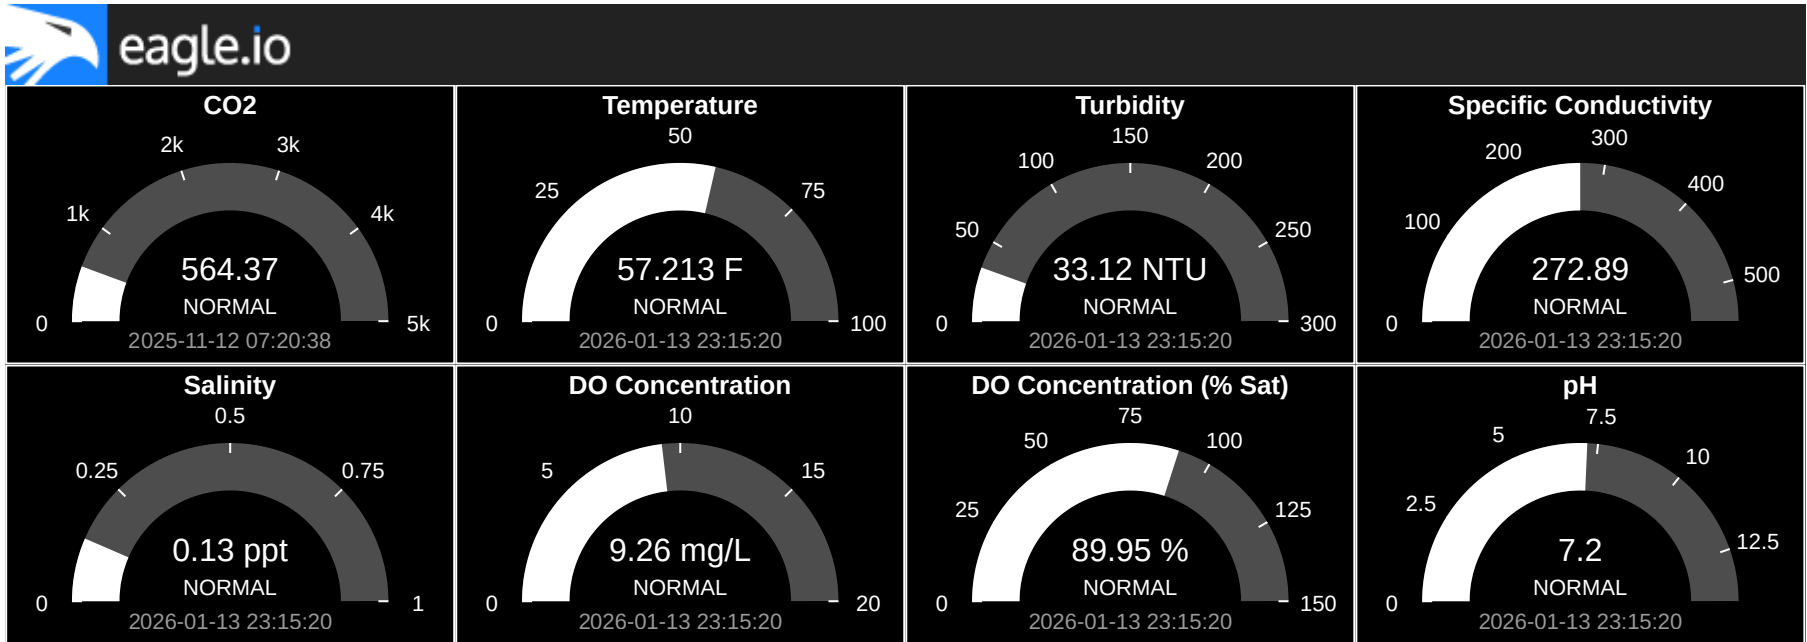 eagle.io
CO2
0
1k
2k
3k
4k
5k
564.37
NORMAL
2025-11-12 07:20:38
Temperature
0
25
50
75
100
57.213 F
NORMAL
2026-01-13 23:15:20
Turbidity
0
50
100
150
200
250
300
33.12 NTU
NORMAL
2026-01-13 23:15:20
Specific Conductivity
0
100
200
300
400
500
272.89
NORMAL
2026-01-13 23:15:20
Salinity
0
0.25
0.5
0.75
1
0.13 ppt
NORMAL
2026-01-13 23:15:20
DO Concentration
0
5
10
15
20
9.26 mg/L
NORMAL
2026-01-13 23:15:20
DO Concentration (% Sat)
0
25
50
75
100
125
150
89.95 %
NORMAL
2026-01-13 23:15:20
pH
0
2.5
5
7.5
10
12.5
7.2
NORMAL
2026-01-13 23:15:20